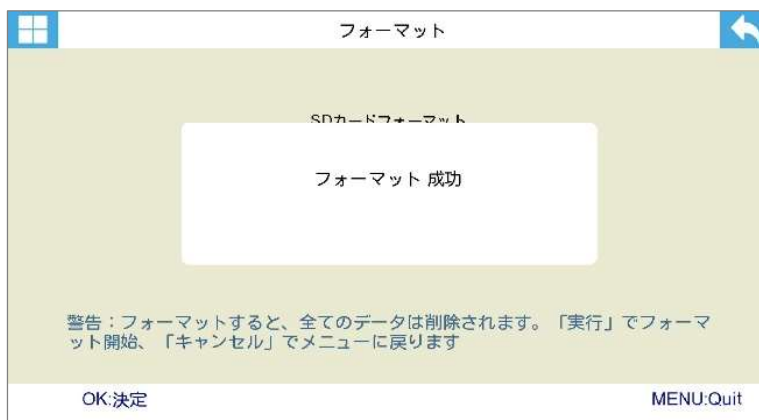 フォーマット
SDカードフォーマット
フォーマット 成功
警告：フォーマットすると、全てのデータは削除されます。「実行」でフォーマ
ット開始、「キャンセル」でメニューに戻ります
OK:決定
MENU:Quit